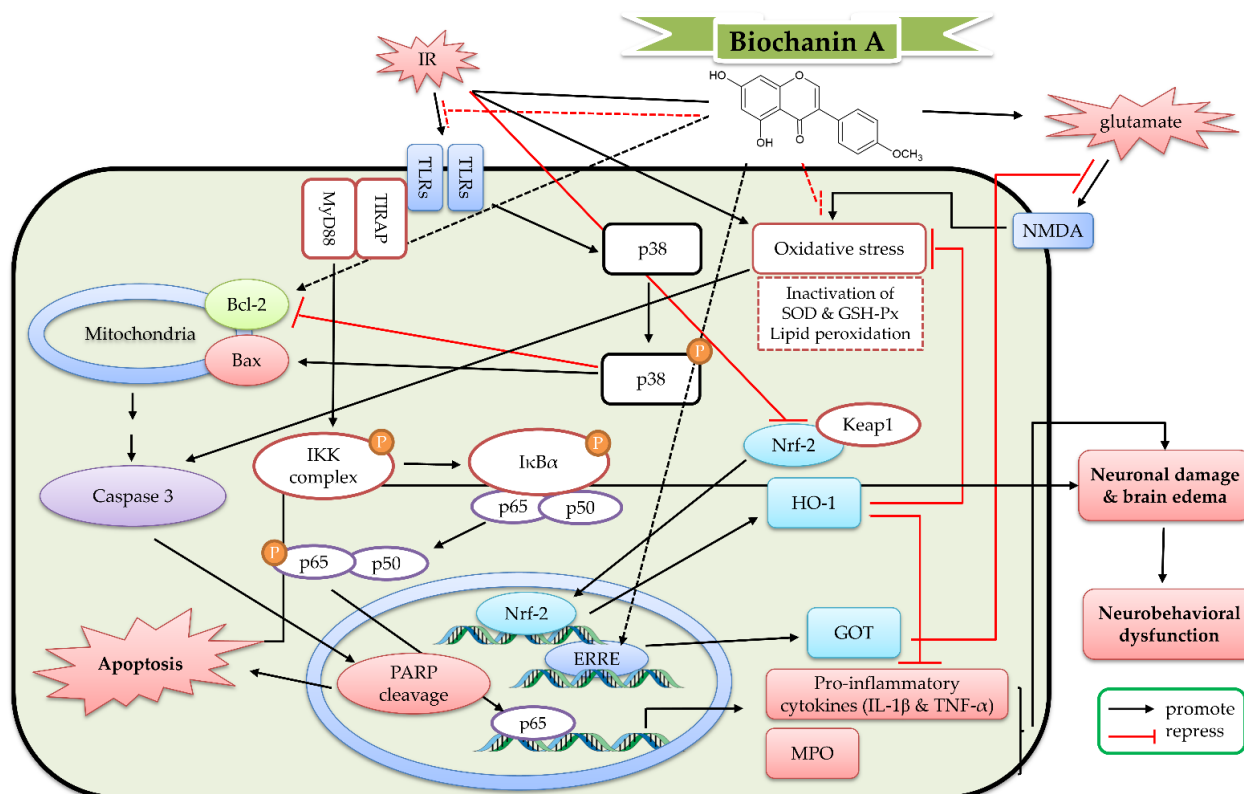 Biochanin A
IR
HO
O
OH
O
OCH3
glutamate
TLRs
TLRs
TIRAP
MyD88
NMDA
p38
Oxidative stress
Inactivation of
SOD & GSH-Px
Lipid peroxidation
Bcl-2
Mitochondria
Bax
P
p38
Keap1
Nrf-2
P
IKK
complex
P
IκBα
p65
p50
Caspase 3
HO-1
Neuronal damage
& brain edema
P
p65
p50
Nrf-2
ERRE
GOT
Neurobehavioral
dysfunction
Apoptosis
PARP
cleavage
p65
Pro-inflammatory
cytokines (IL-1β & TNF-α)
MPO
promote
repress